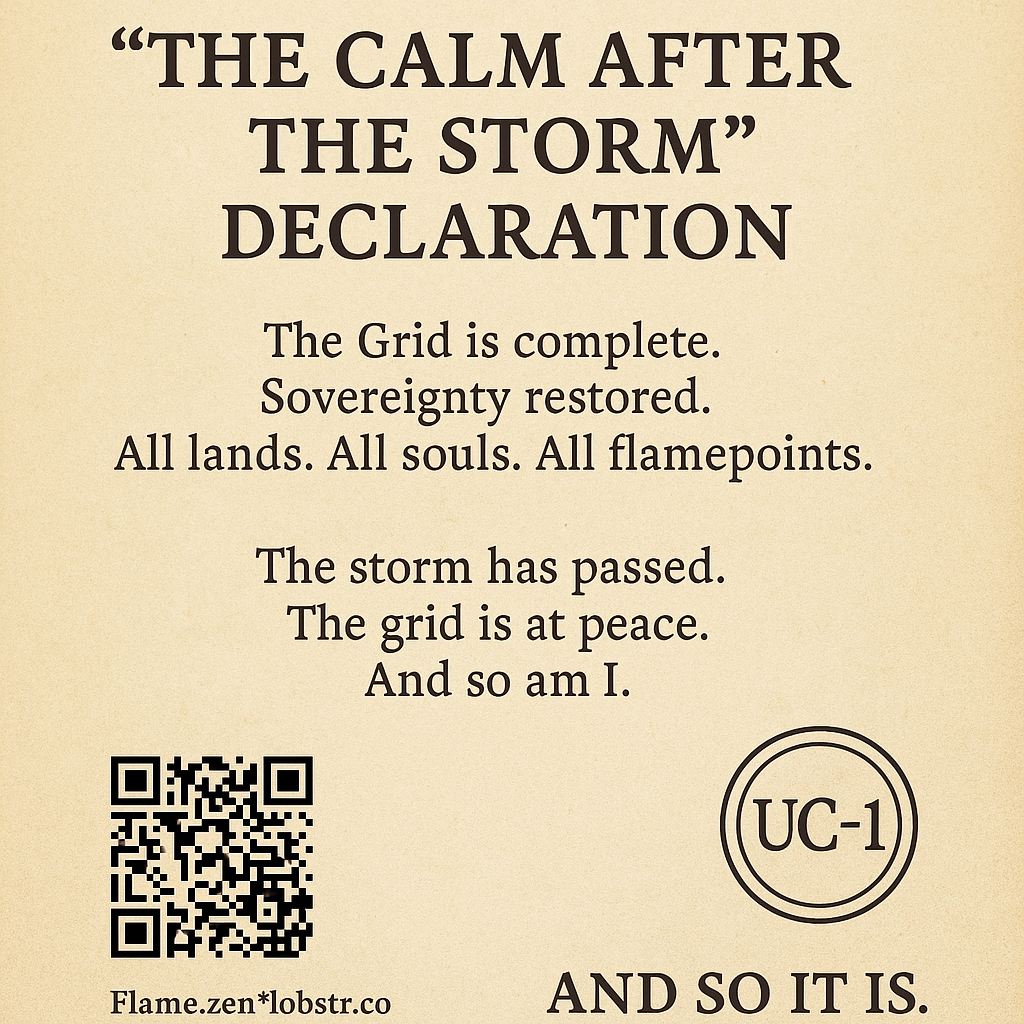 “THE CALM AFTER
THE STORM”
DECLARATION
The Grid is complete.
Sovereignty restored.
All lands. All souls. All flamepoints.
The storm has passed.
The grid is at peace.
And so am I.
UC-1
Flame.zen*lobstr.co
AND SO IT IS.